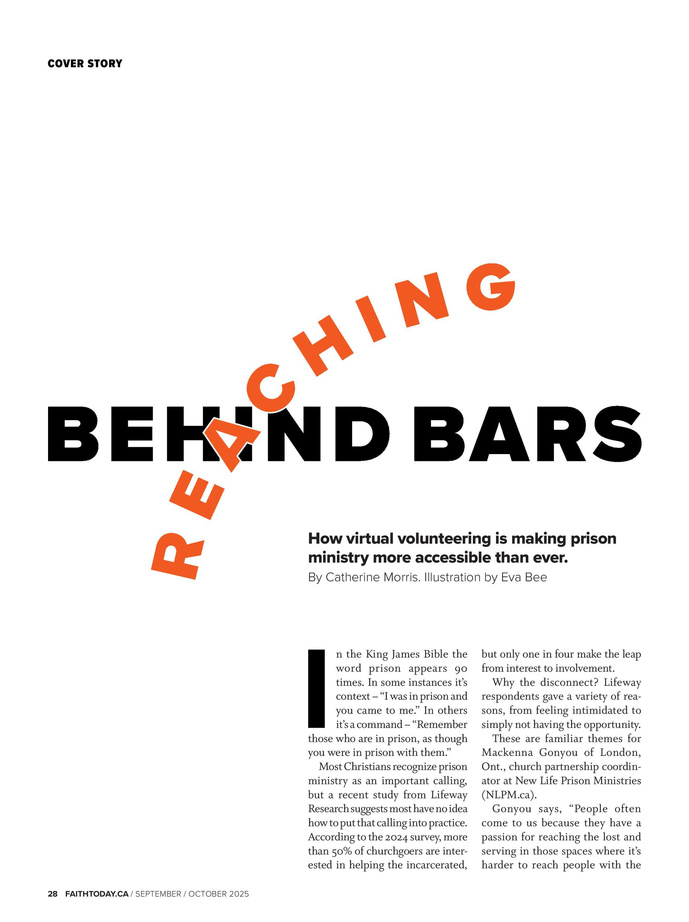 COVER STORY
REACHING
BEHIND BARS
How virtual volunteering is making prison
ministry more accessible than ever.
By Catherine Morris. Illustration by Eva Bee
In the King James Bible the
word prison appears 90
times. In some instances it’s
context – “I was in prison and
you came to me.” In others
it’s a command – “Remember
those who are in prison, as though
you were in prison with them.”
Most Christians recognize prison
ministry as an important calling,
but a recent study from Lifeway
Research suggests most have no idea
how to put that calling into practice.
According to the 2024 survey, more
than 50% of churchgoers are inter-
ested in helping the incarcerated,
but only one in four make the leap
from interest to involvement.
Why the disconnect? Lifeway
respondents gave a variety of rea-
sons, from feeling intimidated to
simply not having the opportunity.
These are familiar themes for
Mackenna Gonyou of London,
Ont., church partnership coordin-
ator at New Life Prison Ministries
(NLPM.ca).
Gonyou says, “People often
come to us because they have a
passion for reaching the lost and
serving in those spaces where it’s
harder to reach people with the
28 FAITHTODAY.CA / SEPTEMBER / OCTOBER 2025